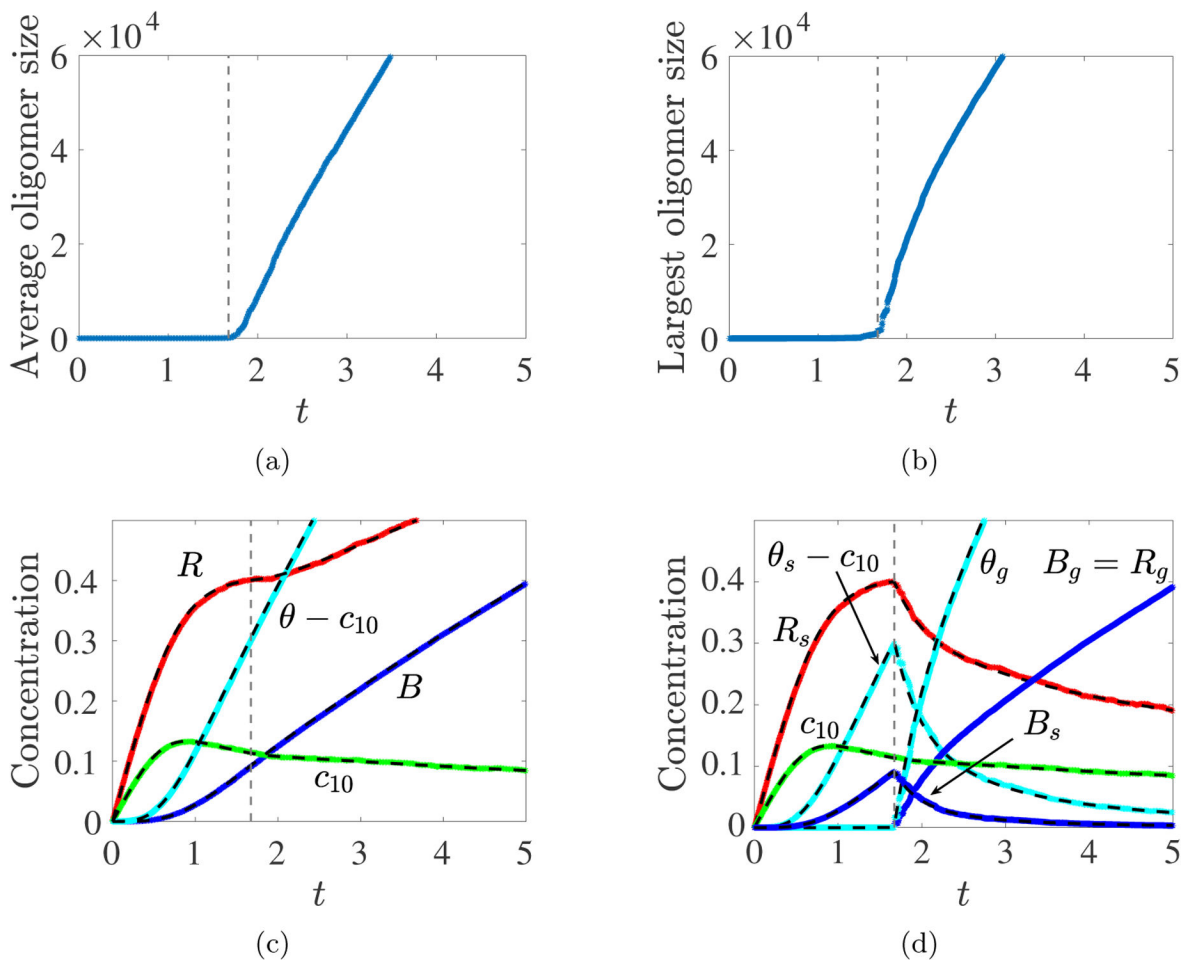 ×10⁴
6
4
2
0
Average oligomer size
0 1 2 3 4 5
t
(a)
×10⁴
6
4
2
0
Largest oligomer size
0 1 2 3 4 5
t
(b)
0.4
0.3
0.2
0.1
0
Concentration
R
θ − c₁₀
B
c₁₀
0 1 2 3 4 5
t
(c)
0.4
0.3
0.2
0.1
0
Concentration
θₛ − c₁₀
θ_g
B_g = R_g
Rₛ
c₁₀
Bₛ
0 1 2 3 4 5
t
(d)